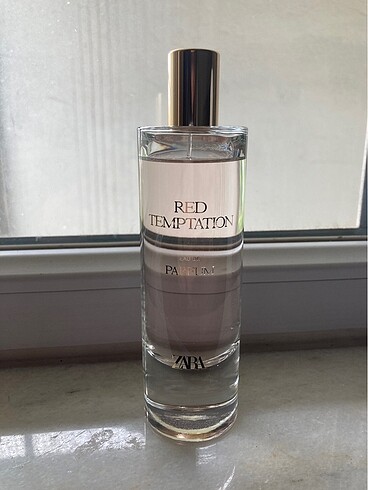 RED
TEMPTATION
PARFUM
ZARA